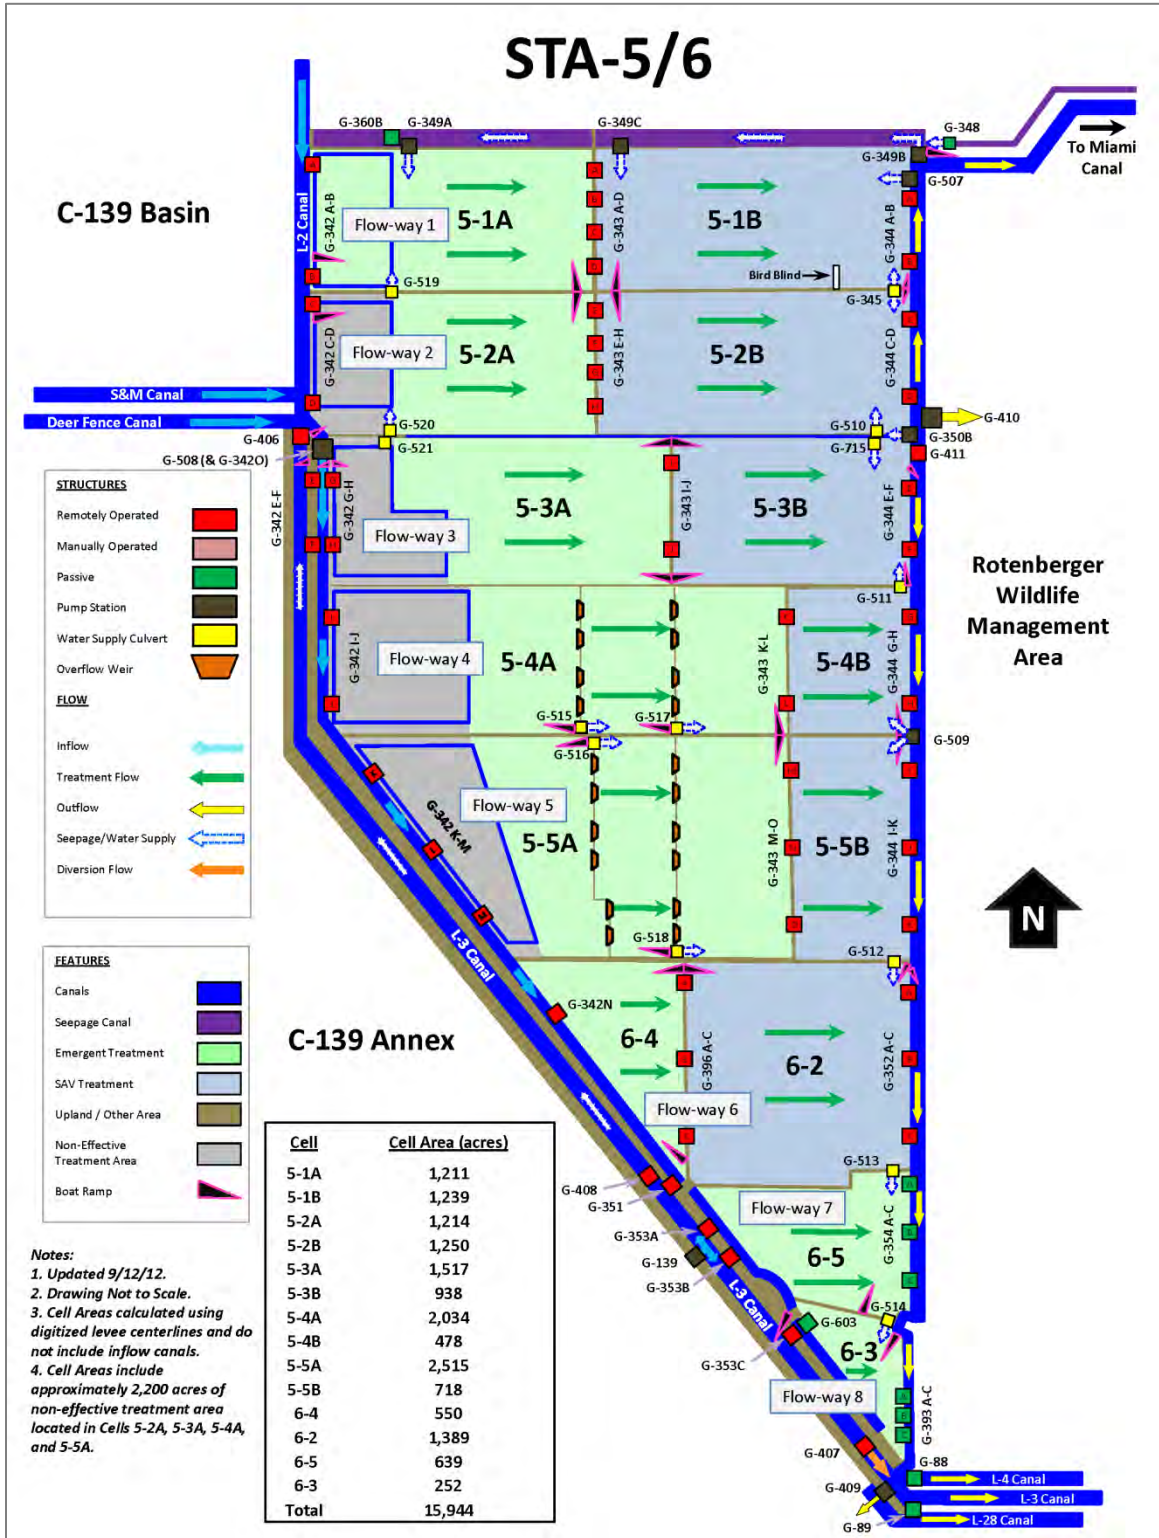 STA-5/6
G-360B
G-349A
G-349C
G-348
G-349B
To Miami
Canal
G-507
C-139 Basin
L-2 Canal
G-342 A-B
Flow-way 1
5-1A
G-343 A-D
5-1B
G-344 A-B
Bird Blind
G-519
G-345
G-342 C-D
Flow-way 2
5-2A
G-343 E-H
5-2B
G-344 C-D
S&M Canal
Deer Fence Canal
G-410
G-406
G-520
G-521
G-510
G-350B
G-715
G-411
G-508 (& G-342O)
STRUCTURES
Remotely Operated
Manually Operated
Passive
Pump Station
Water Supply Culvert
Overflow Weir
FLOW
Inflow
Treatment Flow
Outflow
Seepage/Water Supply
Diversion Flow
G-342 E-F
G-342 G-H
Flow-way 3
5-3A
G-343 I-J
5-3B
G-344 E-F
Rotenberger
Wildlife
Management
Area
G-511
G-342 I-J
Flow-way 4
5-4A
G-343 K-L
5-4B
G-344 G-H
G-515
G-517
G-516
G-509
Flow-way 5
5-5A
G-342 K-M
G-343 M-O
5-5B
G-344 I-K
N
L-3 Canal
G-518
G-512
FEATURES
Canals
Seepage Canal
Emergent Treatment
SAV Treatment
Upland / Other Area
Non-Effective
Treatment Area
Boat Ramp
G-342N
C-139 Annex
6-4
G-396 A-C
6-2
G-352 A-C
Flow-way 6
G-513
G-408
G-351
Flow-way 7
G-353A
G-139
G-353B
6-5
G-354 A-C
L-3 Canal
G-514
G-603
G-353C
6-3
Flow-way 8
G-393 A-C
G-407
G-409
G-88
G-89
L-4 Canal
L-3 Canal
L-28 Canal
Cell Cell Area (acres)
5-1A 1,211
5-1B 1,239
5-2A 1,214
5-2B 1,250
5-3A 1,517
5-3B 938
5-4A 2,034
5-4B 478
5-5A 2,515
5-5B 718
6-4 550
6-2 1,389
6-5 639
6-3 252
Total 15,944
Notes:
1. Updated 9/12/12.
2. Drawing Not to Scale.
3. Cell Areas calculated using
digitized levee centerlines and do
not include inflow canals.
4. Cell Areas include
approximately 2,200 acres of
non-effective treatment area
located in Cells 5-2A, 5-3A, 5-4A,
and 5-5A.